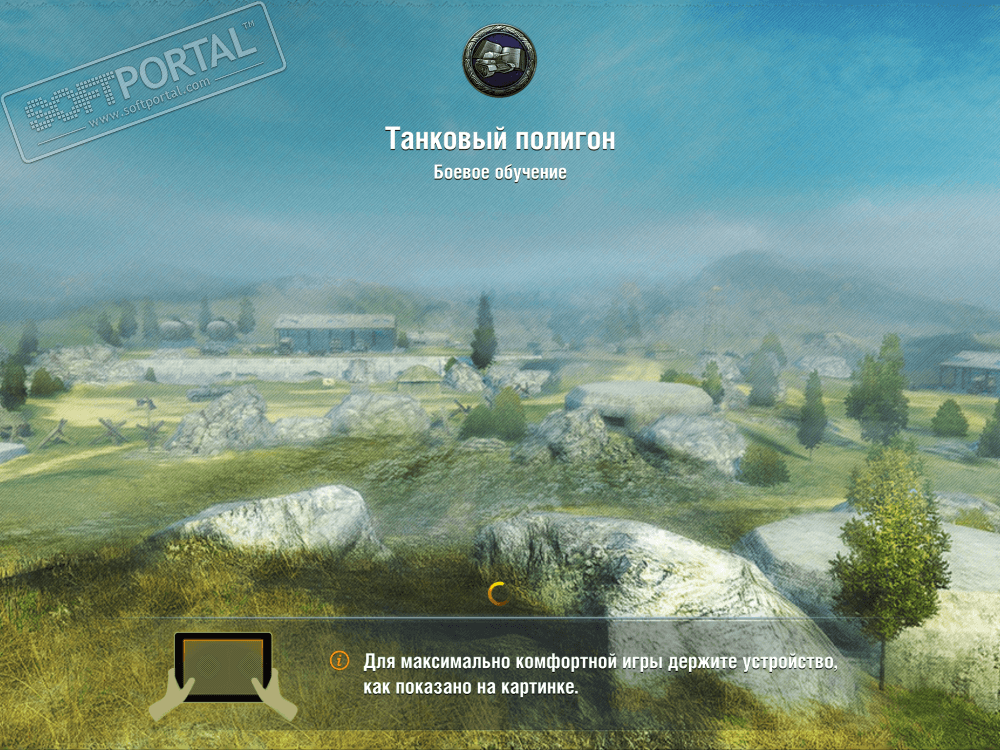 SOFTPORTAL™
www.softportal.com
Танковый полигон
Боевое обучение
Для максимально комфортной игры держите устройство,
как показано на картинке.